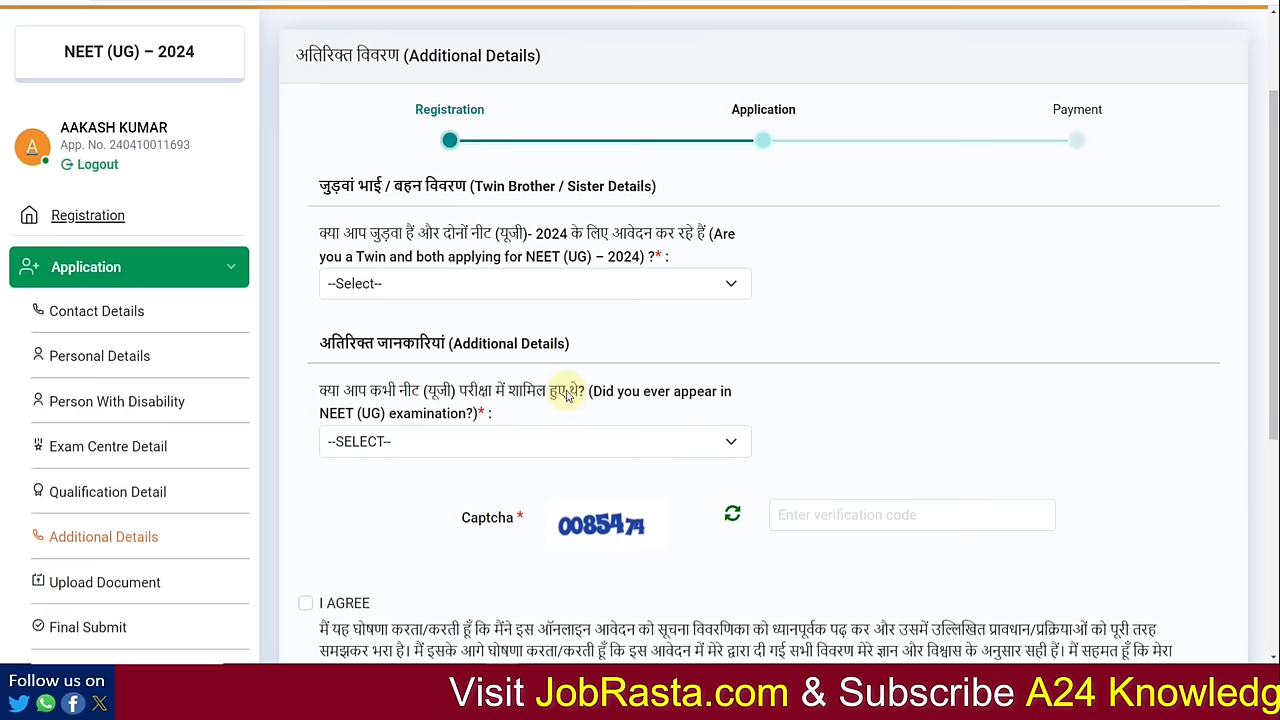 NEET (UG) – 2024
A
AAKASH KUMAR
App. No. 240410011693
Logout
Registration
Application
Contact Details
Personal Details
Person With Disability
Exam Centre Detail
Qualification Detail
Additional Details
Upload Document
Final Submit
अतिरिक्त विवरण (Additional Details)
Registration Application Payment
जुड़वां भाई / बहन विवरण (Twin Brother / Sister Details)
क्या आप जुड़वा हैं और दोनों नीट (यूजी)- 2024 के लिए आवेदन कर रहे हैं (Are
you a Twin and both applying for NEET (UG) – 2024) ?* :
--Select--
अतिरिक्त जानकारियां (Additional Details)
क्या आप कभी नीट (यूजी) परीक्षा में शामिल हुए थे? (Did you ever appear in
NEET (UG) examination?)* :
--SELECT--
Captcha * 0085474 Enter verification code
I AGREE
मैं यह घोषणा करता/करती हूँ कि मैंने इस ऑनलाइन आवेदन को सूचना विवरणिका को ध्यानपूर्वक पढ़ कर और उसमें उल्लिखित प्रावधान/प्रक्रियाओं को पूरी तरह
समझकर भरा है। मैं इसके आगे घोषणा करता/करती हूँ कि इस आवेदन में मेरे द्वारा दी गई सभी विवरण मेरे ज्ञान और विश्वास के अनुसार सही हैं। मैं सहमत हूँ कि मेरा
Follow us on
Visit JobRasta.com & Subscribe A24 Knowledg